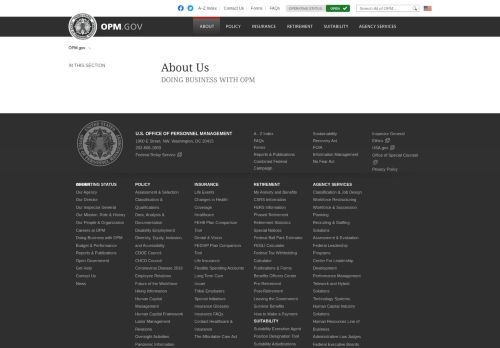 A-Z Index
Contact Us
Forms
FAQs
OPERATING STATUS
OPEN
Search all of OPM...
OPM.GOV
ABOUT
POLICY
INSURANCE
RETIREMENT
SUITABILITY
AGENCY SERVICES
OPM.gov
IN THIS SECTION
About Us
DOING BUSINESS WITH OPM
U.S. OFFICE OF PERSONNEL MANAGEMENT
1900 E Street, NW, Washington, DC 20415
202-606-1800
Federal Relay Service
A - Z Index
FAQs
Forms
Reports & Publications
Combined Federal
Campaign
Sustainability
Recovery Act
FOIA
Information Management
No Fear Act
Inspector General
Ethics
USA.gov
Office of Special Counsel
Privacy Policy
OPERATING STATUS
Our Agency
Our Director
Our Inspector General
Our Mission, Role & History
Our People & Organization
Careers at OPM
Doing Business with OPM
Budget & Performance
Reports & Publications
Open Government
Get Help
Contact Us
News
POLICY
Assessment & Selection
Classification &
Qualifications
Data, Analysis &
Documentation
Disability Employment
Diversity, Equity, Inclusion,
and Accessibility
CDOC Council
CHCO Council
Coronavirus Disease 2019
Employee Relations
Future of the Workforce
Hiring Information
Human Capital
Management
Human Capital Framework
Labor Management
Relations
Oversight Activities
Pandemic Information
INSURANCE
Life Events
Changes in Health
Coverage
Healthcare
FEHB Plan Comparison
Tool
Dental & Vision
FEDVIP Plan Comparison
Tool
Life Insurance
Flexible Spending Accounts
Long Term Care
Tribal Employers
Special Initiatives
Insurance Glossary
Insurance FAQs
Contact Healthcare &
Insurance
The Affordable Care Act
RETIREMENT
My Annuity and Benefits
CSRS Information
FERS Information
Phased Retirement
Retirement Statistics
Special Notices
Federal Ballpark Estimator
FEGLI Calculator
Federal Tax Withholding
Calculator
Publications & Forms
Benefits Officers Center
Pre-Retirement
Post-Retirement
Leaving the Government
Survivor Benefits
How to Make a Payment
SUITABILITY
Suitability Executive Agent
Position Designation Tool
Suitability Adjudications
AGENCY SERVICES
Classification & Job Design
Workforce Restructuring
Workforce & Succession
Planning
Recruiting & Staffing
Solutions
Assessment & Evaluation
Federal Leadership
Programs
Center For Leadership
Development
Performance Management
Telework and Hybrid
Solutions
Technology Systems
Human Capital Industry
Solutions
Human Resources Line of
Business
Administrative Law Judges
Federal Executive Boards